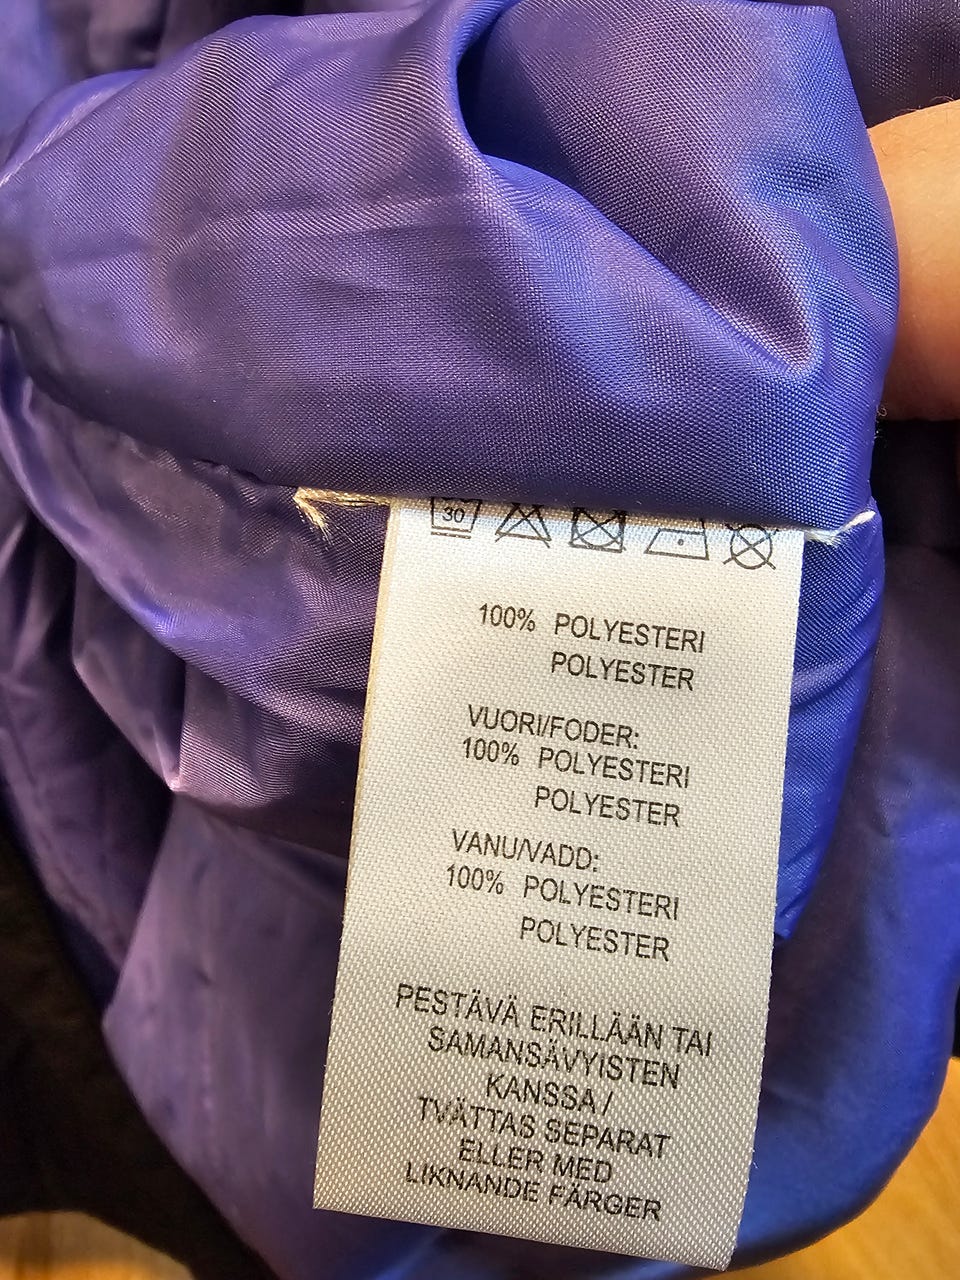 30
100% POLYESTERI
POLYESTER
VUORI/FODER:
100% POLYESTERI
POLYESTER
VANU/VADD:
100% POLYESTERI
POLYESTER
PESTÄVÄ ERILLÄÄN TAI
SAMANSÄVYISTEN
KANSSA /
TVÄTTAS SEPARAT
ELLER MED
LIKNANDE FÄRGER